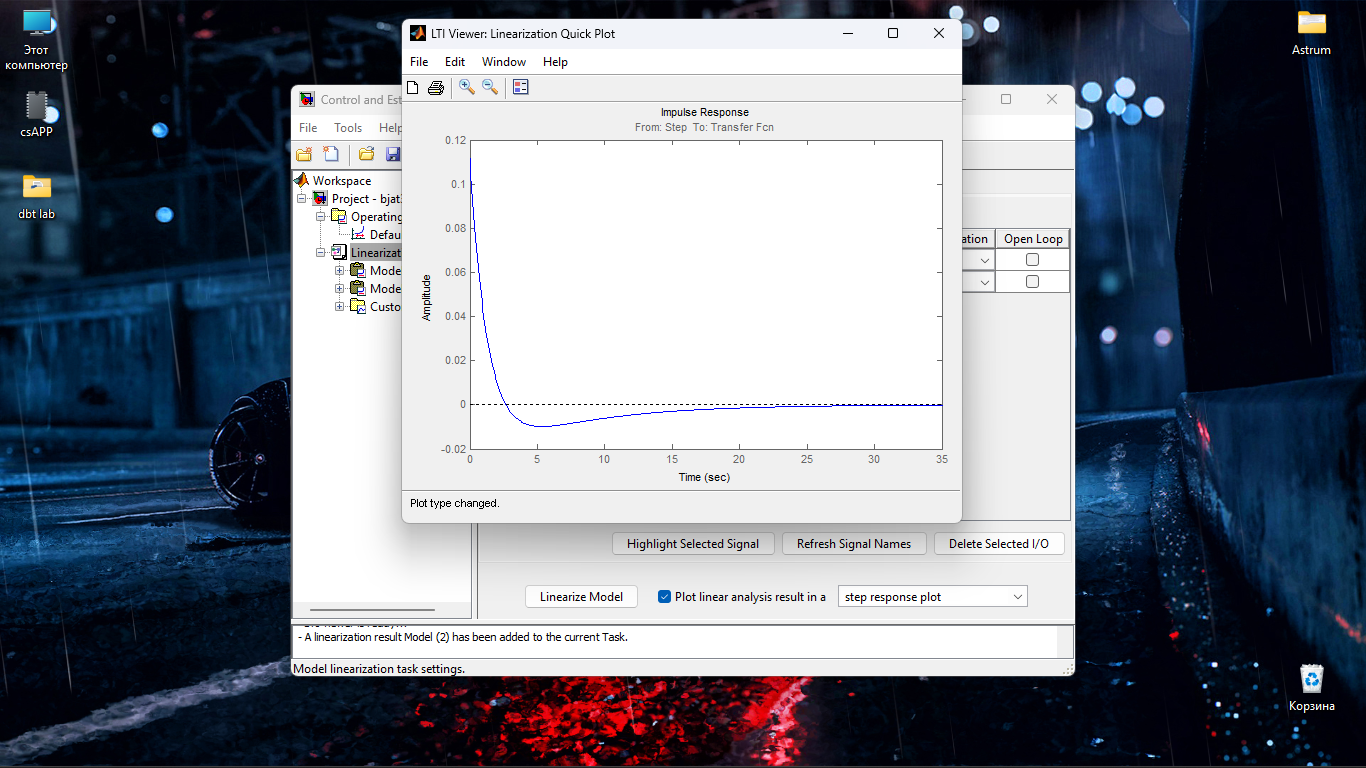 Этот
компьютер
csAPP
dbt lab
Astrum
Корзина
LTI Viewer: Linearization Quick Plot
File Edit Window Help
Impulse Response
From: Step To: Transfer Fcn
0.12
0.1
0.08
0.06
0.04
0.02
0
-0.02
Amplitude
0 5 10 15 20 25 30 35
Time (sec)
Plot type changed.
Control and Est
File Tools Help
Workspace
Project - bjat
Operating
Defau
Linearizat
Mode
Mode
Custo
ation Open Loop
Highlight Selected Signal Refresh Signal Names Delete Selected I/O
Linearize Model Plot linear analysis result in a step response plot
- A linearization result Model (2) has been added to the current Task.
Model linearization task settings.